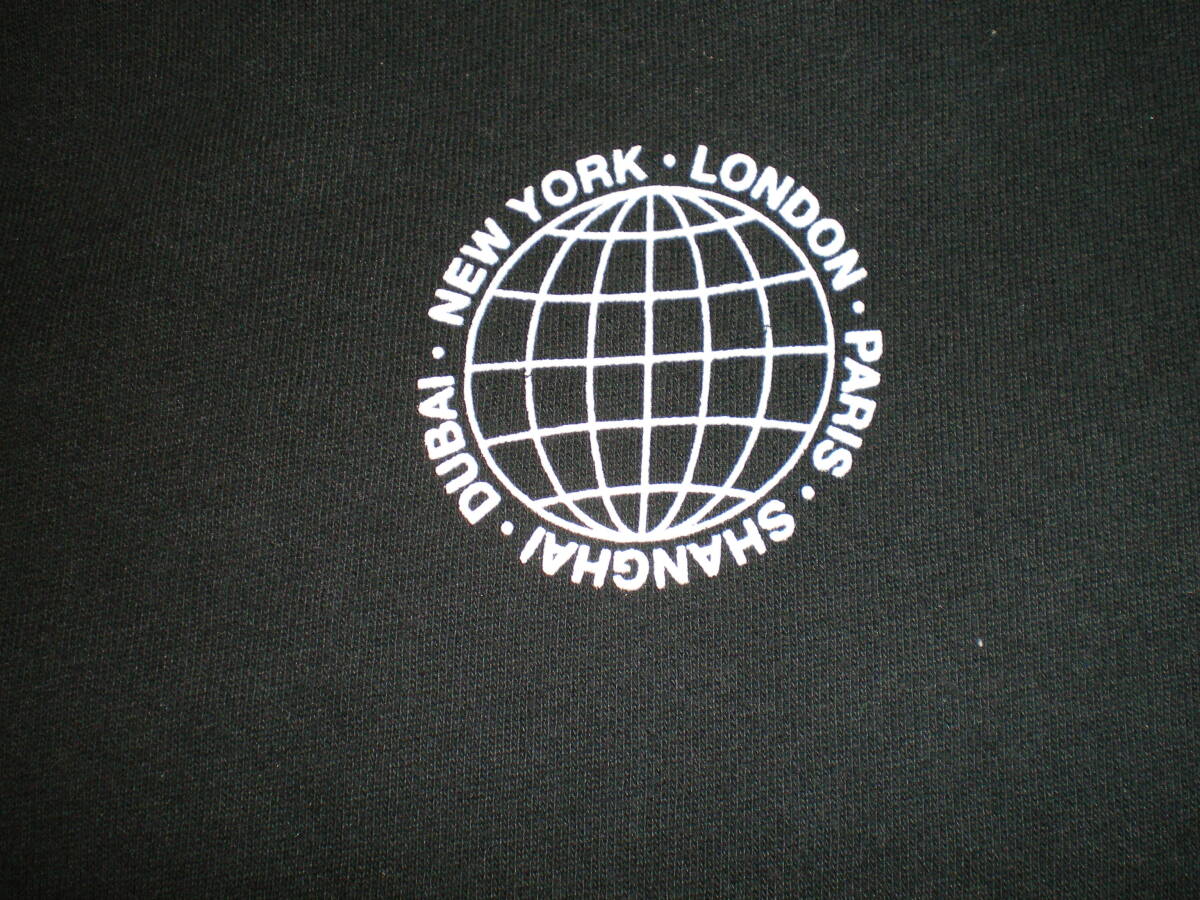 NEW YORK · LONDON · PARIS · SHANGHAI · DUBAI ·